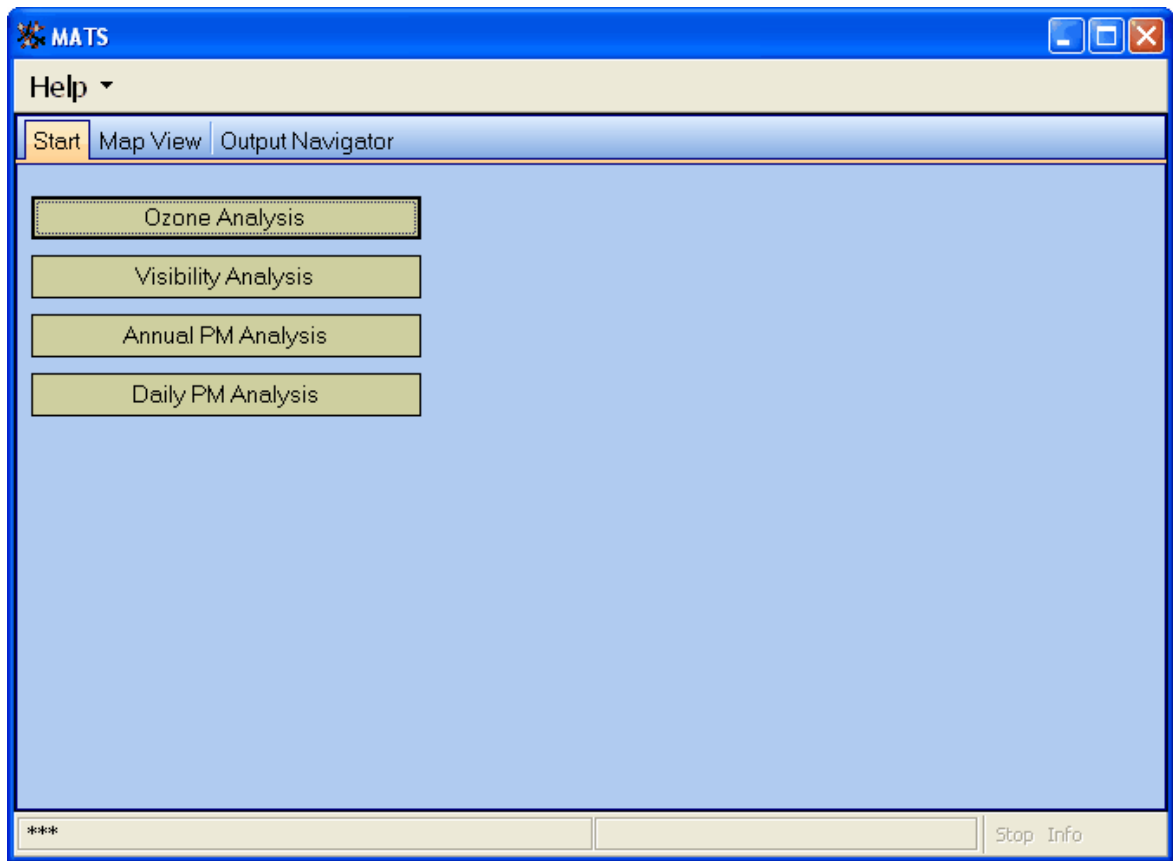 MATS
Help
Start Map View Output Navigator
Ozone Analysis
Visibility Analysis
Annual PM Analysis
Daily PM Analysis
*** Stop Info